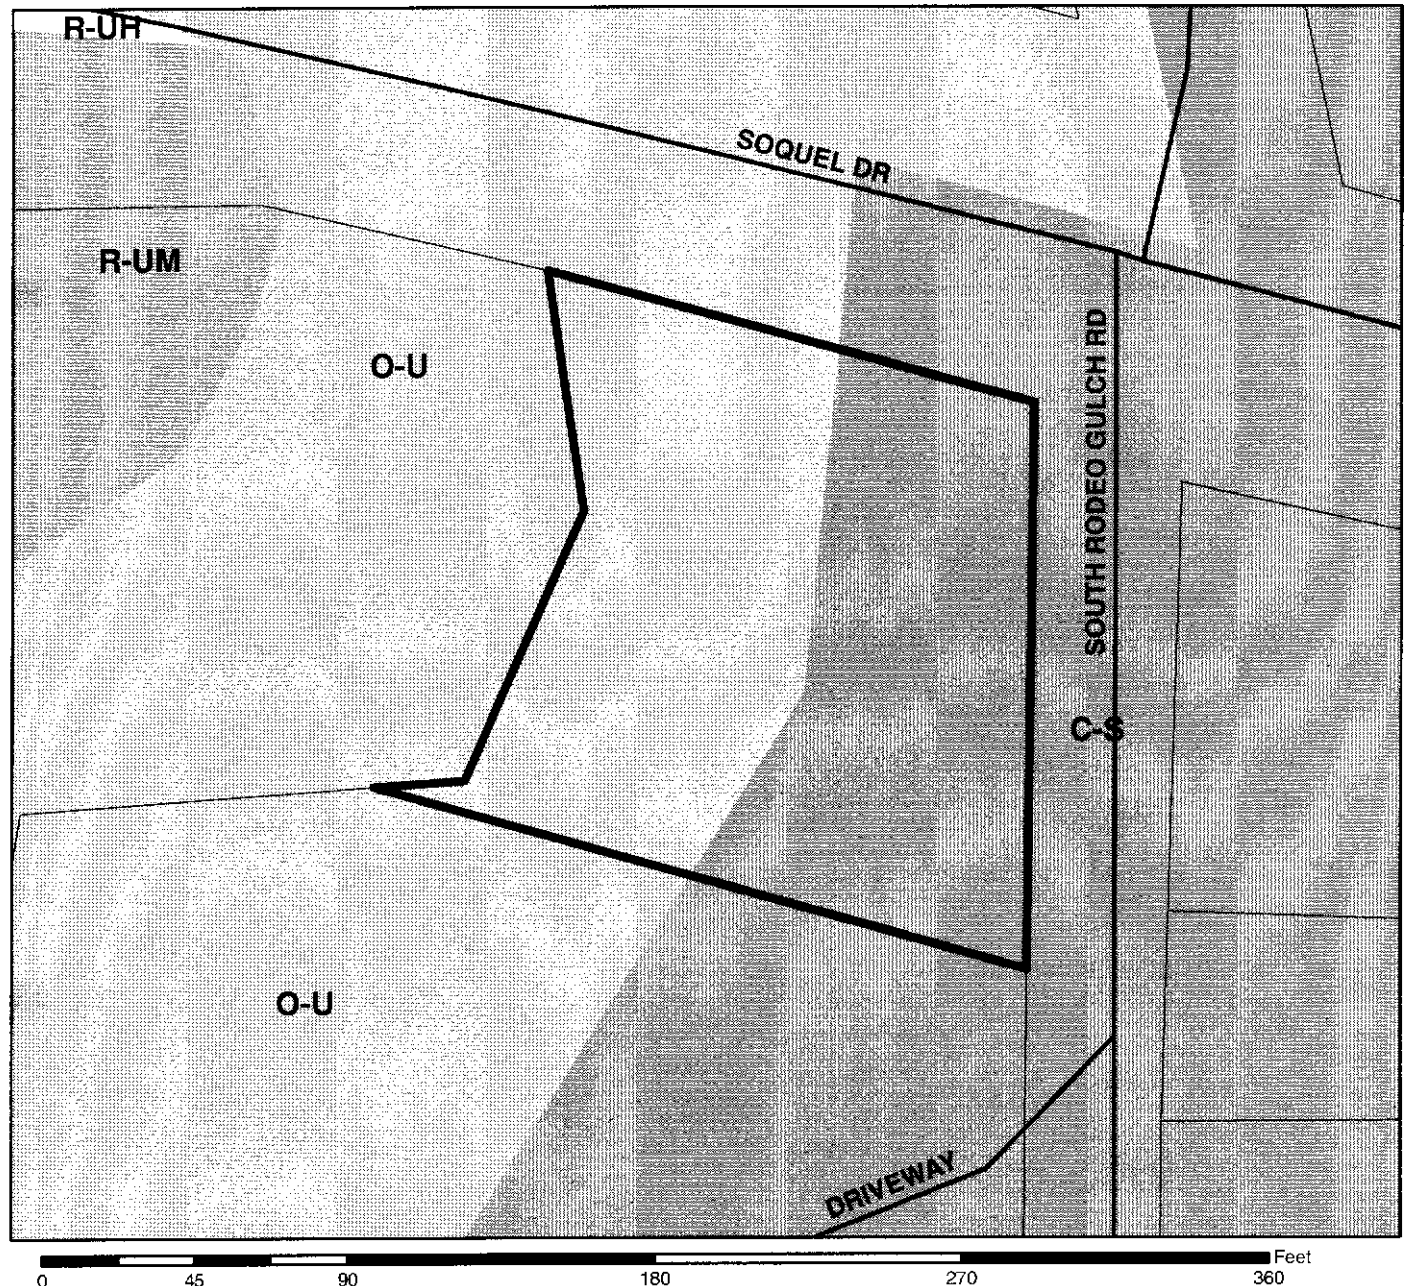 R-UH
SOQUEL DR
R-UM
O-U
SOUTH RODEO GULCH RD
C-S
O-U
DRIVEWAY
Feet
0 45 90 180 270 360